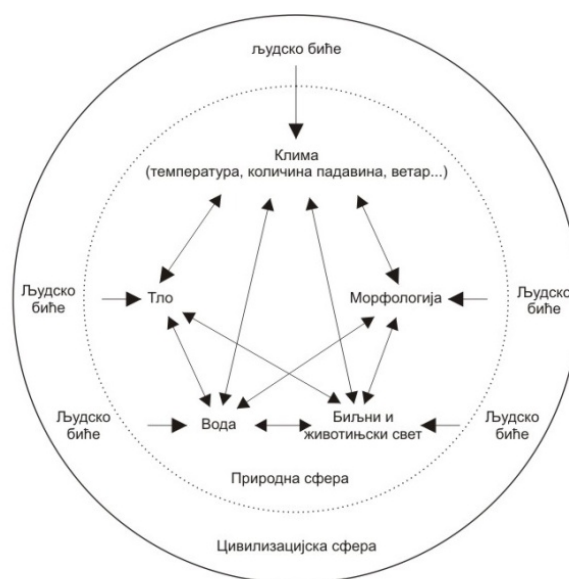 људско биће
Клима
(температура, количина падавина, ветар...)
Људско
биће
Тло
Морфологија
Људско
биће
Људско
биће
Вода
Биљни и
животињски свет
Људско
биће
Природна сфера
Цивилизацијска сфера